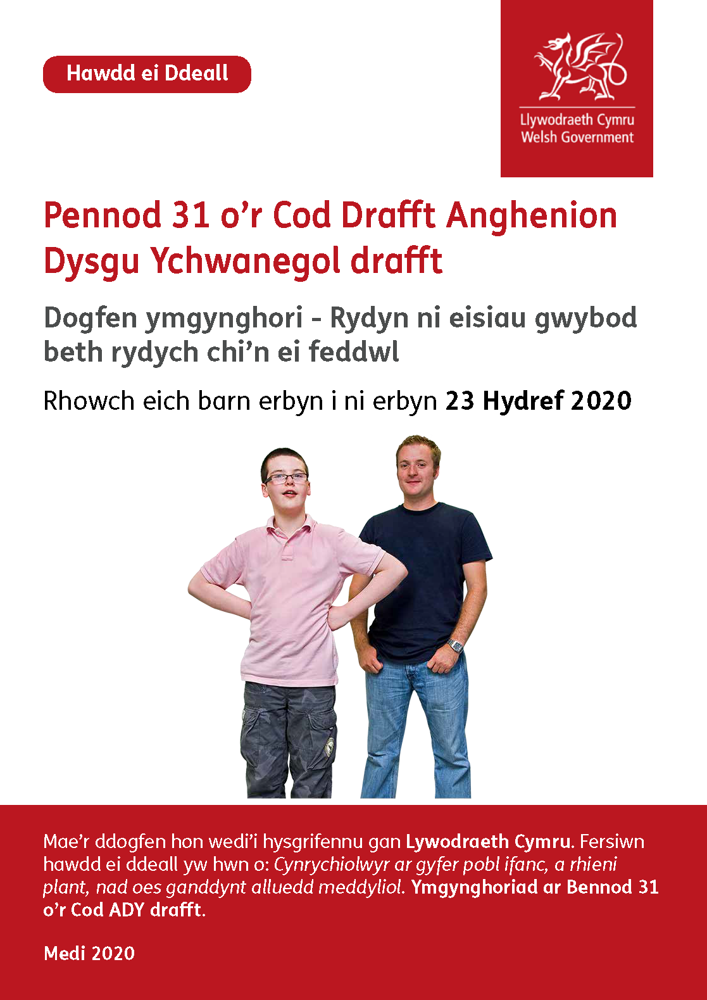 Hawdd ei Ddeall
Llywodraeth Cymru
Welsh Government
Pennod 31 o’r Cod Drafft Anghenion
Dysgu Ychwanegol drafft
Dogfen ymgynghori - Rydyn ni eisiau gwybod
beth rydych chi’n ei feddwl
Rhowch eich barn erbyn i ni erbyn 23 Hydref 2020
Mae’r ddogfen hon wedi’i hysgrifennu gan Lywodraeth Cymru. Fersiwn
hawdd ei ddeall yw hwn o: Cynrychiolwyr ar gyfer pobl ifanc, a rhieni
plant, nad oes ganddynt alluedd meddyliol. Ymgynghoriad ar Bennod 31
o’r Cod ADY drafft.
Medi 2020